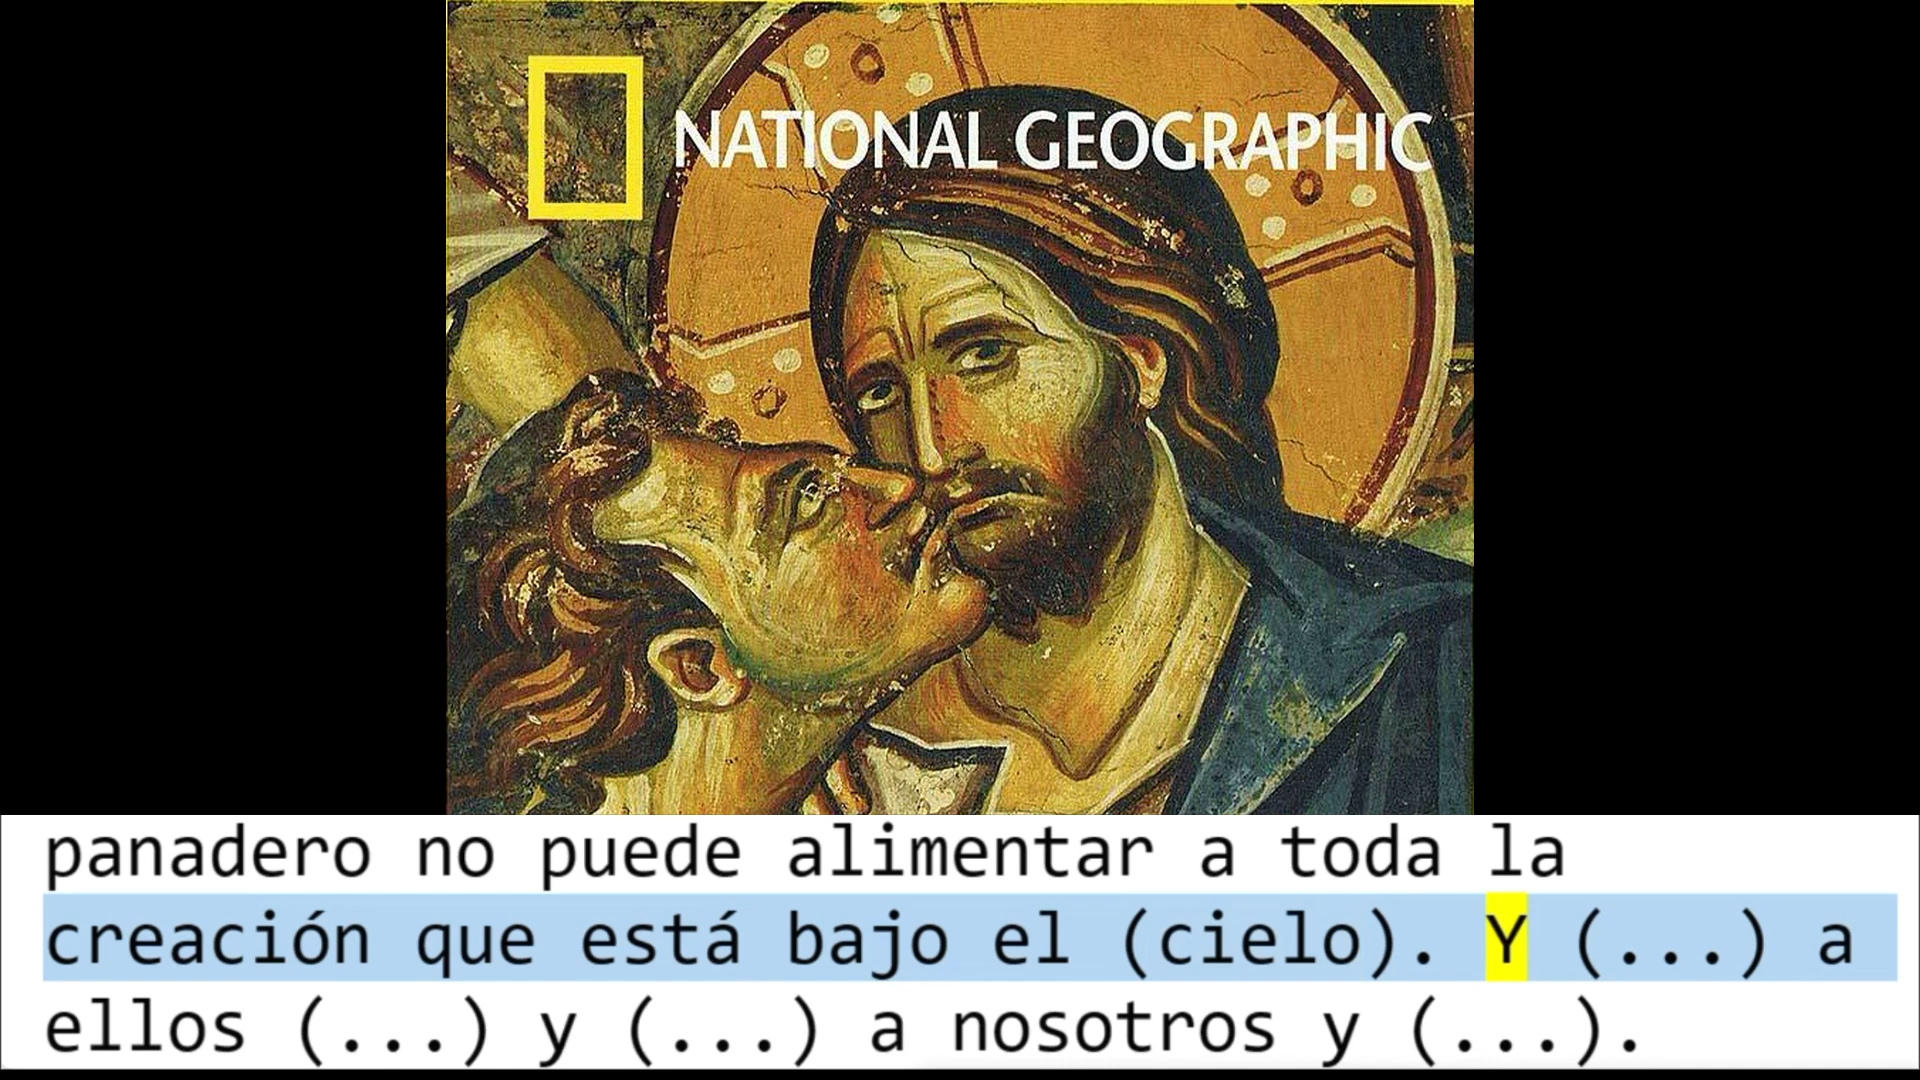 NATIONAL GEOGRAPHIC
panadero no puede alimentar a toda la
creación que está bajo el (cielo). Y (...) a
ellos (...) y (...) a nosotros y (...).